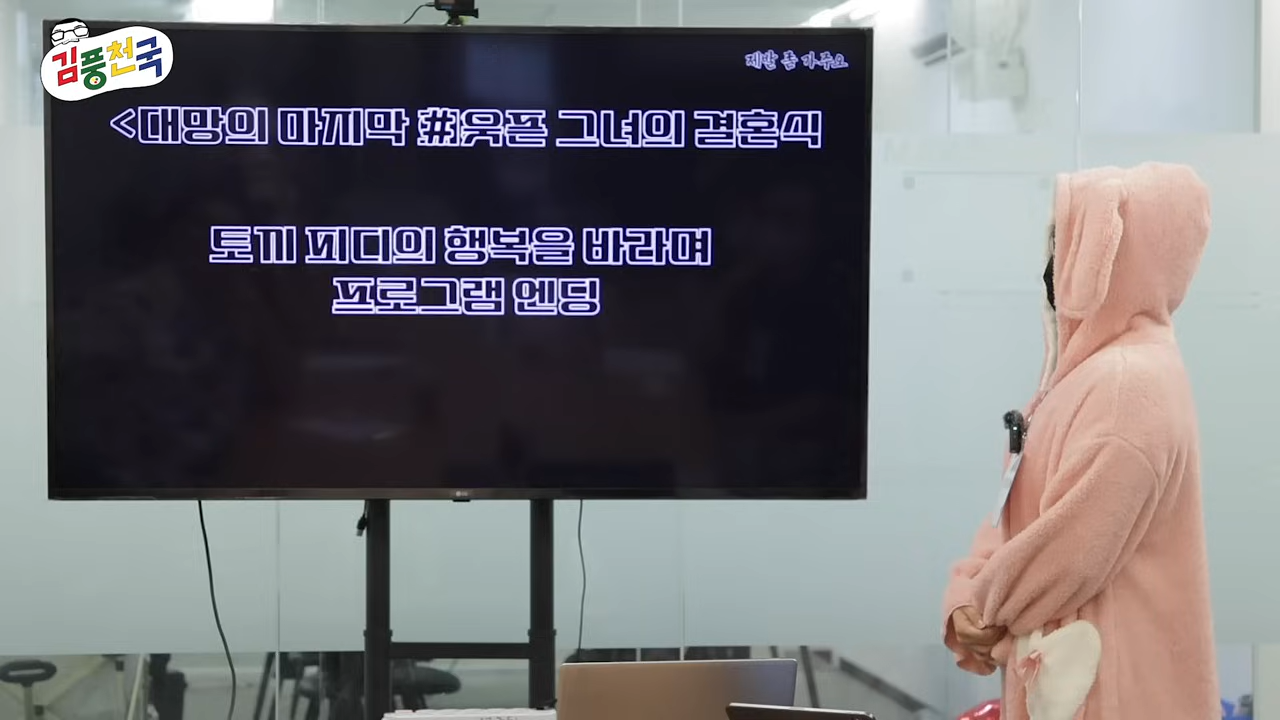 김풍천국
제발 좀 가주오
<대망의 마지막 #웃픈 그녀의 결혼식
토끼 피디의 행복을 바라며
프로그램 엔딩
LG